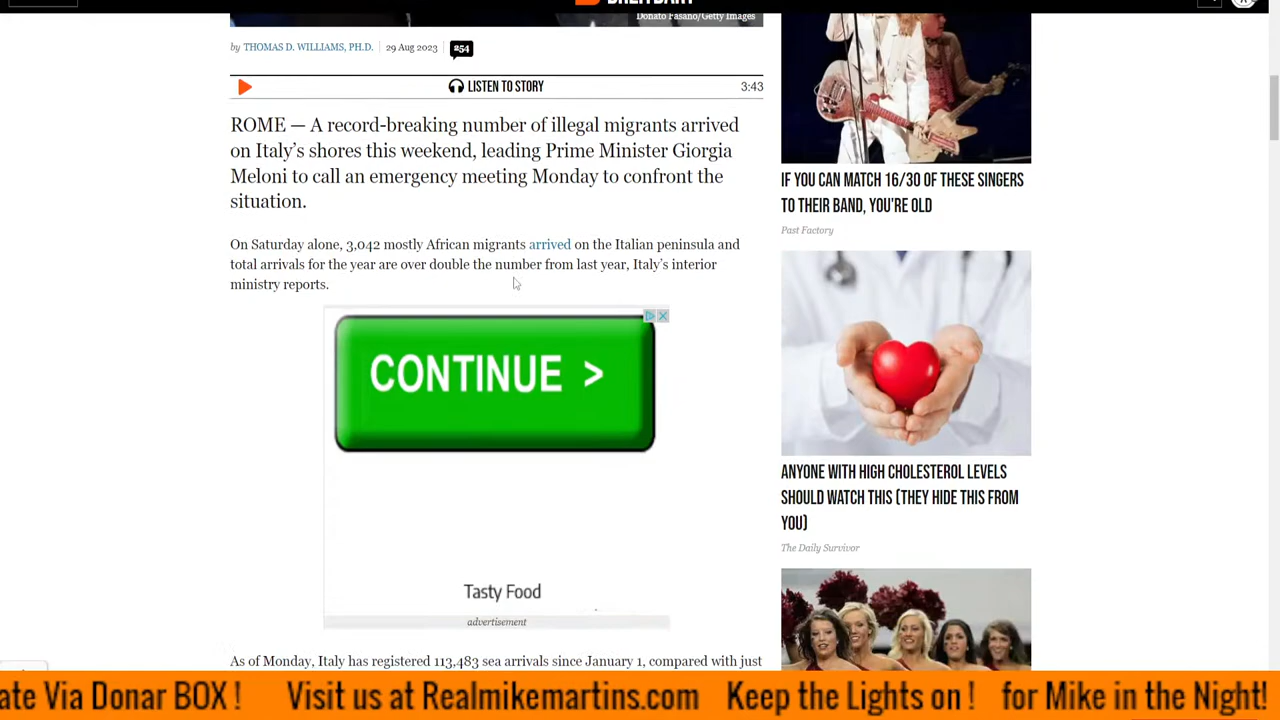 Donato Fasano/Getty Images
by THOMAS D. WILLIAMS, PH.D. 29 Aug 2023 254
LISTEN TO STORY 3:43
ROME — A record-breaking number of illegal migrants arrived
on Italy's shores this weekend, leading Prime Minister Giorgia
Meloni to call an emergency meeting Monday to confront the
situation.
On Saturday alone, 3,042 mostly African migrants arrived on the Italian peninsula and
total arrivals for the year are over double the number from last year, Italy's interior
ministry reports.
CONTINUE >
Tasty Food
advertisement
As of Monday, Italy has registered 113,483 sea arrivals since January 1, compared with just
IF YOU CAN MATCH 16/30 OF THESE SINGERS
TO THEIR BAND, YOU'RE OLD
Past Factory
ANYONE WITH HIGH CHOLESTEROL LEVELS
SHOULD WATCH THIS (THEY HIDE THIS FROM
YOU)
The Daily Survivor
ate Via Donar BOX ! Visit us at Realmikemartins.com Keep the Lights on ! for Mike in the Night!